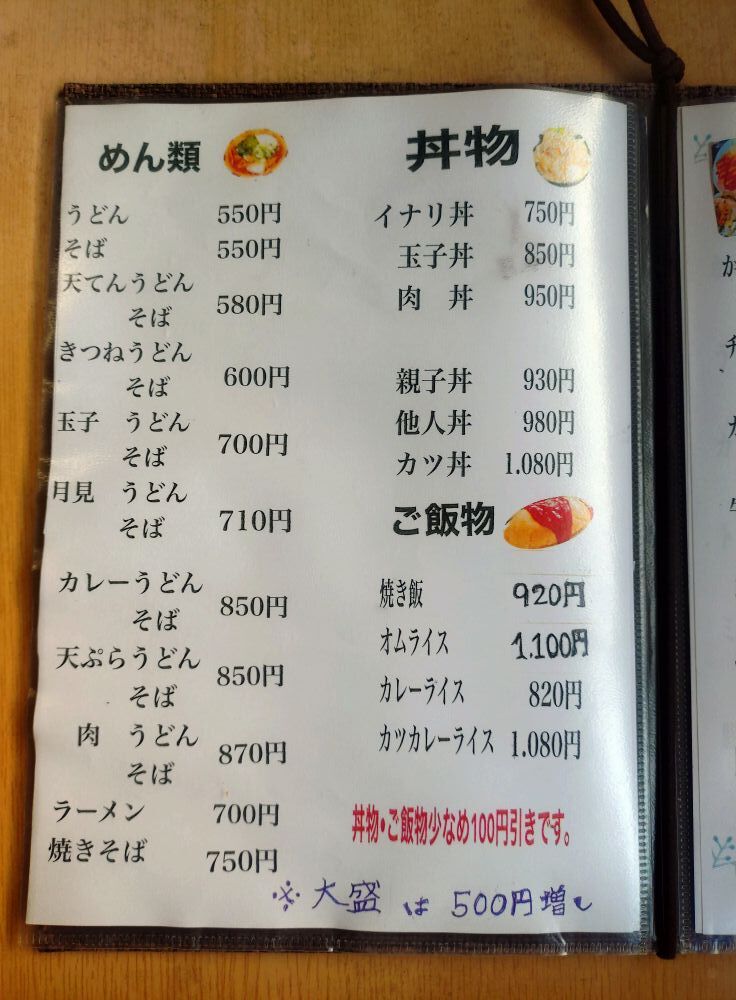 めん類
うどん 550円
そば 550円
天てんうどん
そば 580円
きつねうどん
そば 600円
玉子 うどん
そば 700円
月見 うどん
そば 710円
カレーうどん
そば 850円
天ぷらうどん
そば 850円
肉 うどん
そば 870円
ラーメン 700円
焼きそば 750円
丼物
イナリ丼 750円
玉子丼 850円
肉 丼 950円
親子丼 930円
他人丼 980円
カツ丼 1.080円
ご飯物
焼き飯 920円
オムライス 1.100円
カレーライス 820円
カツカレーライス 1.080円
丼物・ご飯物少なめ100円引きです。
※大盛は500円増し